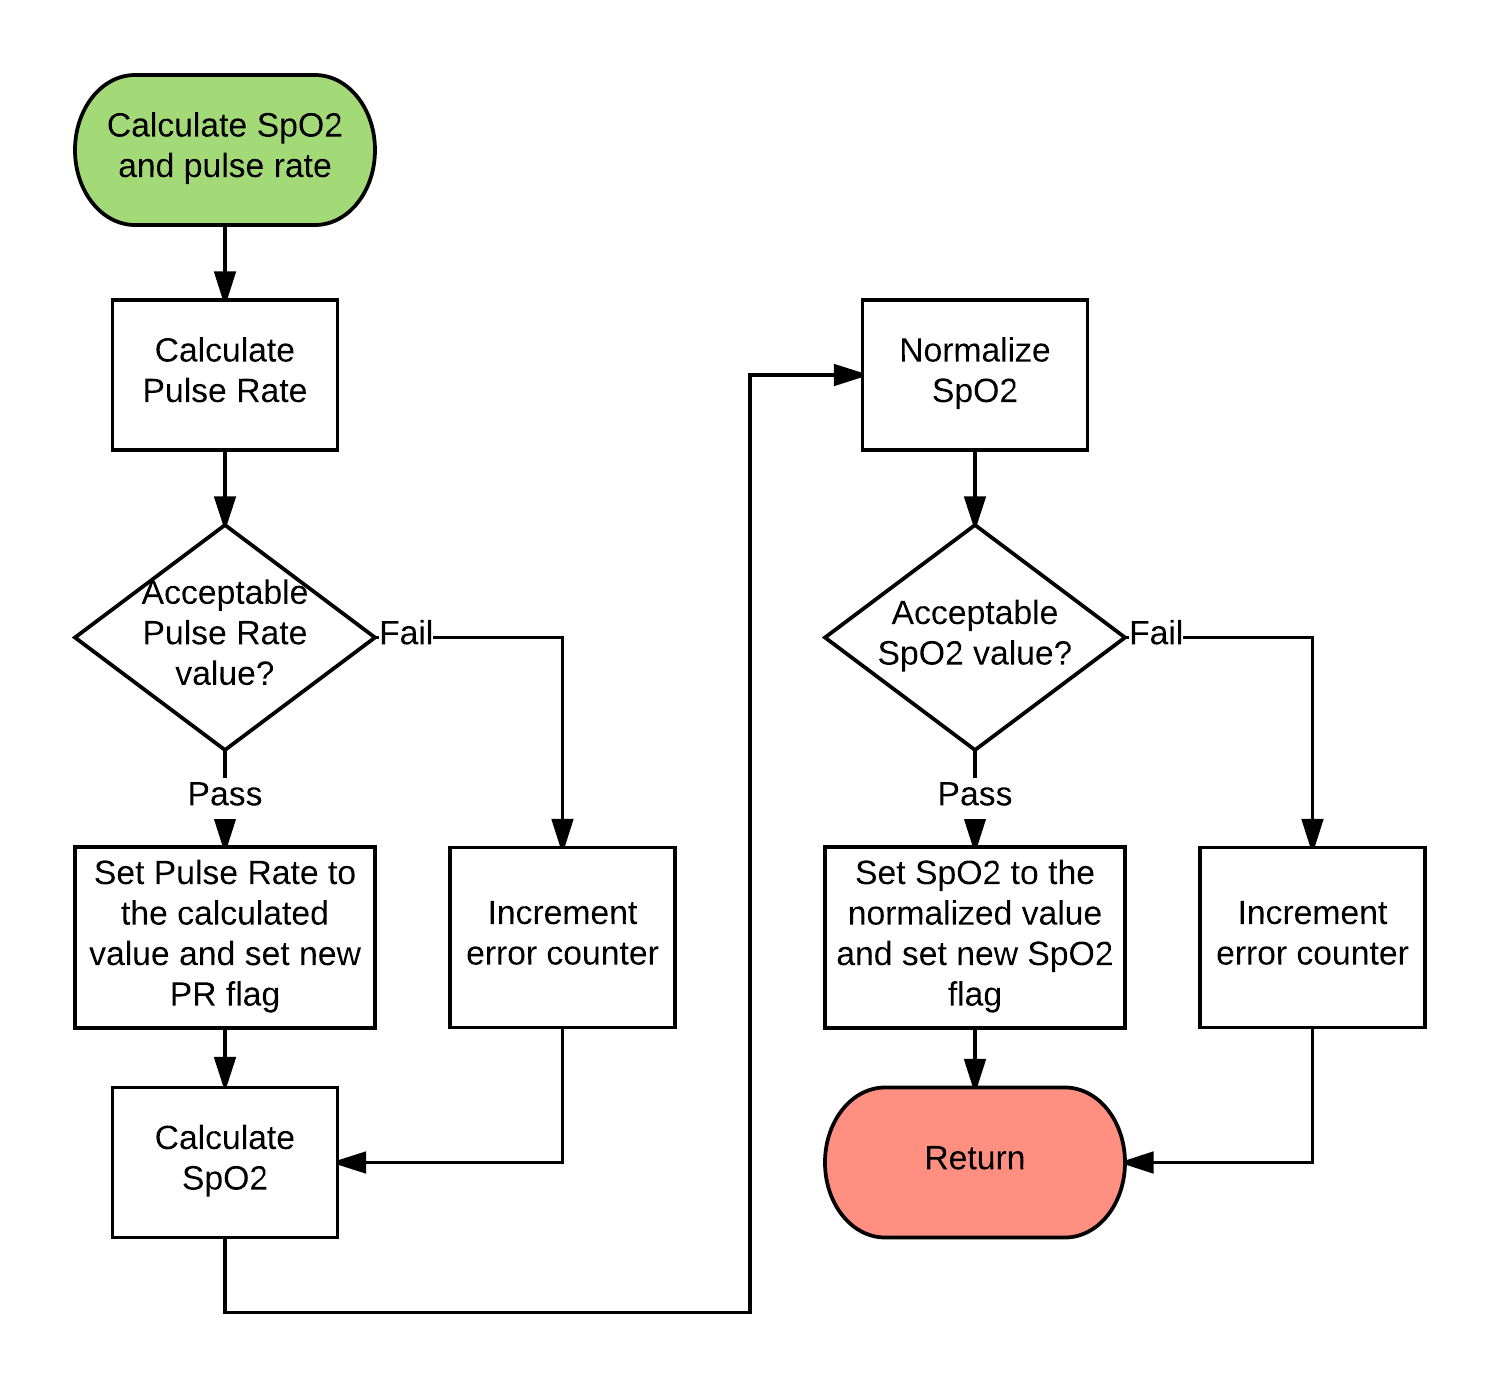 Calculate SpO2
and pulse rate
Calculate
Pulse Rate
Acceptable
Pulse Rate
value?
Fail
Pass
Set Pulse Rate to
the calculated
value and set new
PR flag
Increment
error counter
Calculate
SpO2
Normalize
SpO2
Acceptable
SpO2 value?
Fail
Pass
Set SpO2 to the
normalized value
and set new SpO2
flag
Increment
error counter
Return